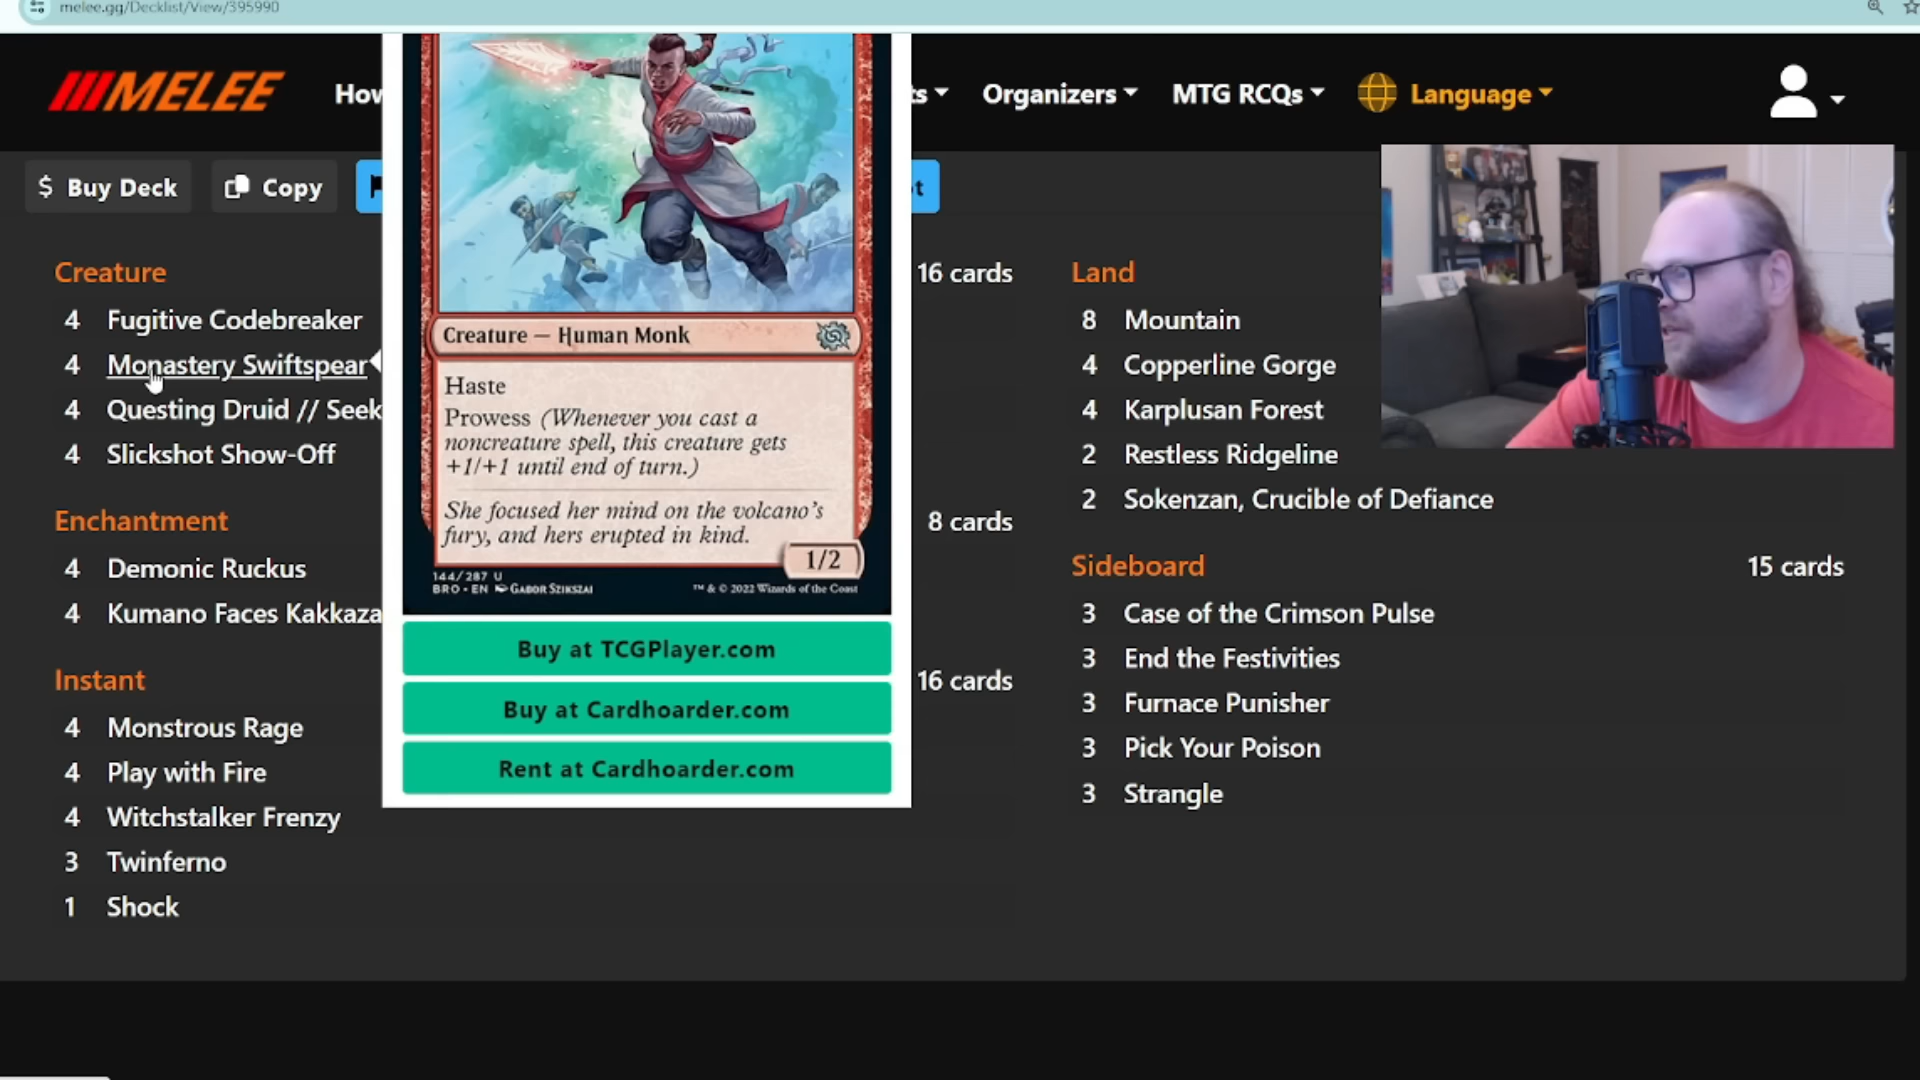 melee.gg/Decklist/View/395990
MELEE
How
ts
Organizers
MTG RCQs
Language
$ Buy Deck
Copy
t
Creature
16 cards
4 Fugitive Codebreaker
4 Monastery Swiftspear
4 Questing Druid // Seek
4 Slickshot Show-Off
Enchantment
8 cards
4 Demonic Ruckus
4 Kumano Faces Kakkaza
Instant
16 cards
4 Monstrous Rage
4 Play with Fire
4 Witchstalker Frenzy
3 Twinferno
1 Shock
Creature — Human Monk
Haste
Prowess (Whenever you cast a
noncreature spell, this creature gets
+1/+1 until end of turn.)
She focused her mind on the volcano's
fury, and hers erupted in kind.
1/2
144/287 U
BRO • EN Gabor Szikszai
™ & © 2022 Wizards of the Coast
Buy at TCGPlayer.com
Buy at Cardhoarder.com
Rent at Cardhoarder.com
Land
8 Mountain
4 Copperline Gorge
4 Karplusan Forest
2 Restless Ridgeline
2 Sokenzan, Crucible of Defiance
Sideboard
15 cards
3 Case of the Crimson Pulse
3 End the Festivities
3 Furnace Punisher
3 Pick Your Poison
3 Strangle